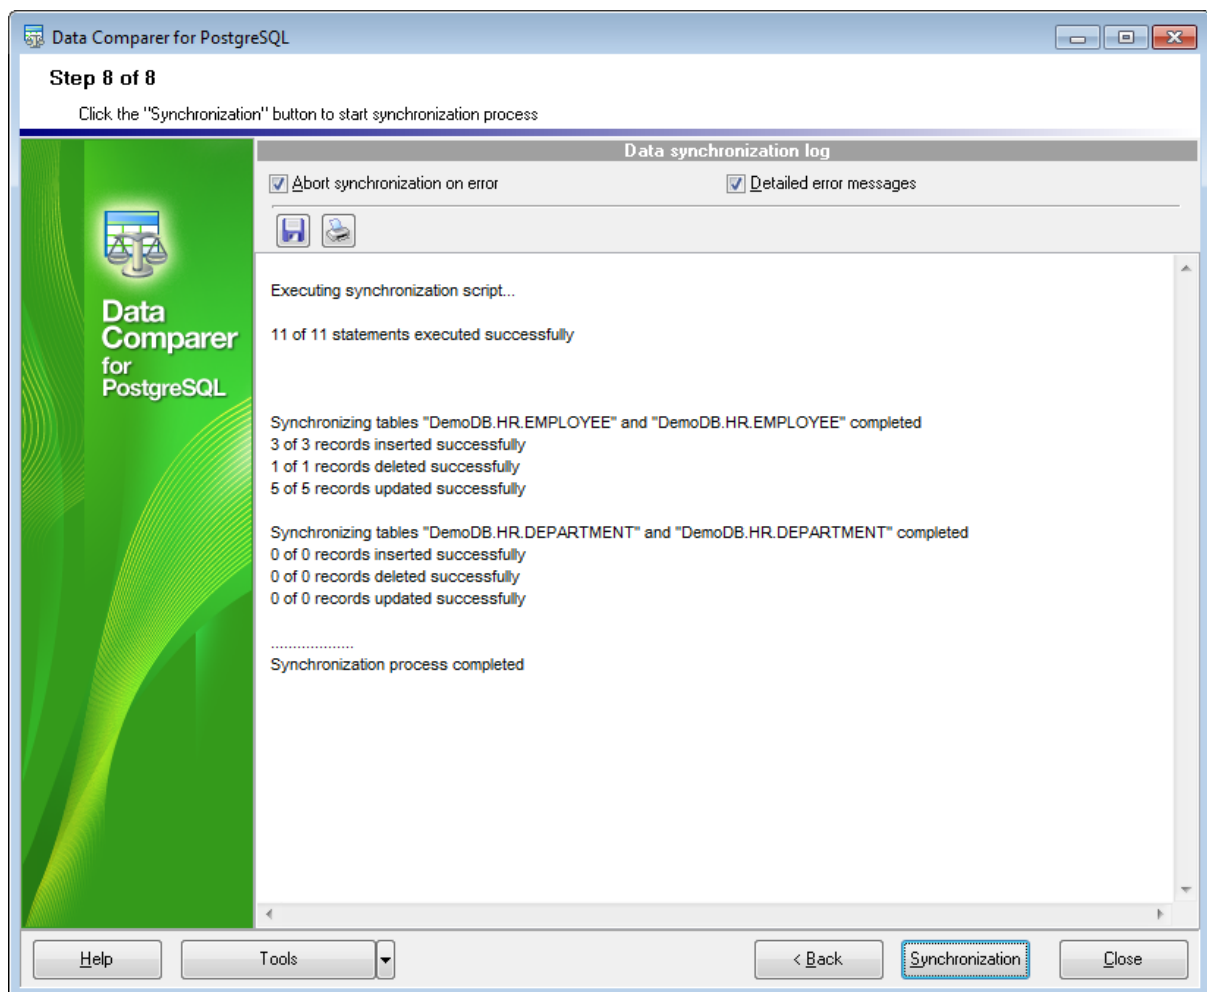 Data Comparer for PostgreSQL
Step 8 of 8
Click the "Synchronization" button to start synchronization process
Data synchronization log
Abort synchronization on error
Detailed error messages
Data
Comparer
for
PostgreSQL
Executing synchronization script...
11 of 11 statements executed successfully
Synchronizing tables "DemoDB.HR.EMPLOYEE" and "DemoDB.HR.EMPLOYEE" completed
3 of 3 records inserted successfully
1 of 1 records deleted successfully
5 of 5 records updated successfully
Synchronizing tables "DemoDB.HR.DEPARTMENT" and "DemoDB.HR.DEPARTMENT" completed
0 of 0 records inserted successfully
0 of 0 records deleted successfully
0 of 0 records updated successfully
...................
Synchronization process completed
Help
Tools
< Back
Synchronization
Close